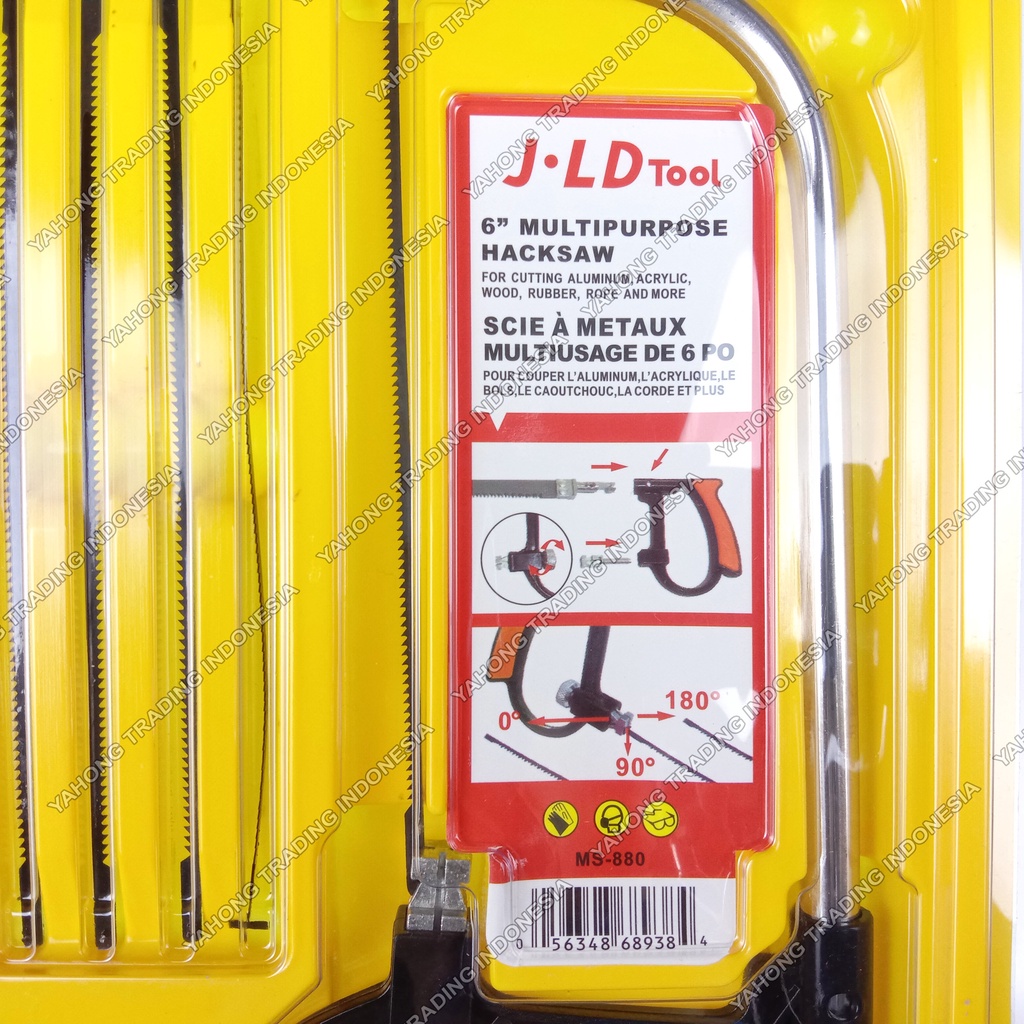 J·LD Tool
6” MULTIPURPOSE
HACKSAW
FOR CUTTING ALUMINUM, ACRYLIC,
WOOD, RUBBER, ROPE AND MORE
SCIE À METAUX
MULTIUSAGE DE 6 PO
POUR COUPER L'ALUMINUM,L'ACRYLIQUE,LE
BOLS,LE CAOUTCHOUC,LA CORDE ET PLUS
0°
180°
90°
MS-880
0 56348 68938 4
YAHONG TRADING INDONESIA